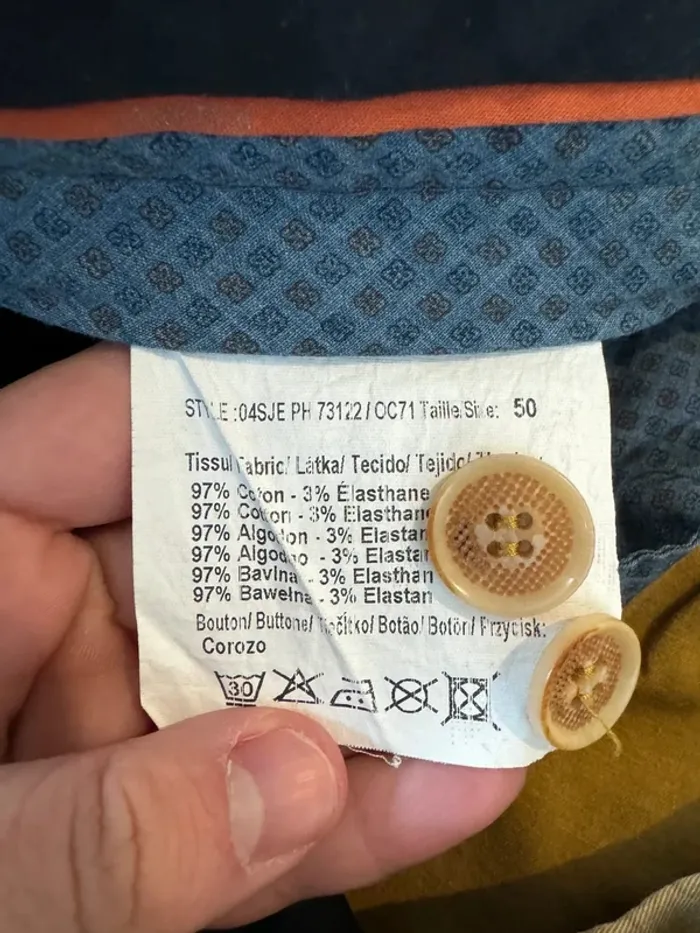 STYLE :04SJE PH 73122 / OC71 Taille/Size: 50
Tissu/ Fabric/ Látka/ Tecido/ Tejido/
97% Coton - 3% Élasthane
97% Cotton - 3% Elasthane
97% Algodon - 3% Elastan
97% Algodao - 3% Elastan
97% Bavlna - 3% Elasthan
97% Bawełna - 3% Elastan
Bouton/ Buttone/ Botão/ Botón/ Przycisk:
Corozo
30